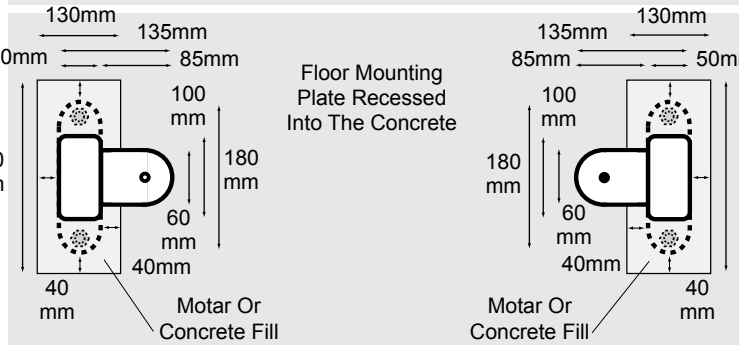 130mm
135mm
85mm
100
mm
180
mm
60
mm
40mm
40
mm
Motar Or
Concrete Fill
Floor Mounting
Plate Recessed
Into The Concrete
130mm
135mm
85mm
100
mm
180
mm
60
mm
40mm
40
mm
Motar Or
Concrete Fill